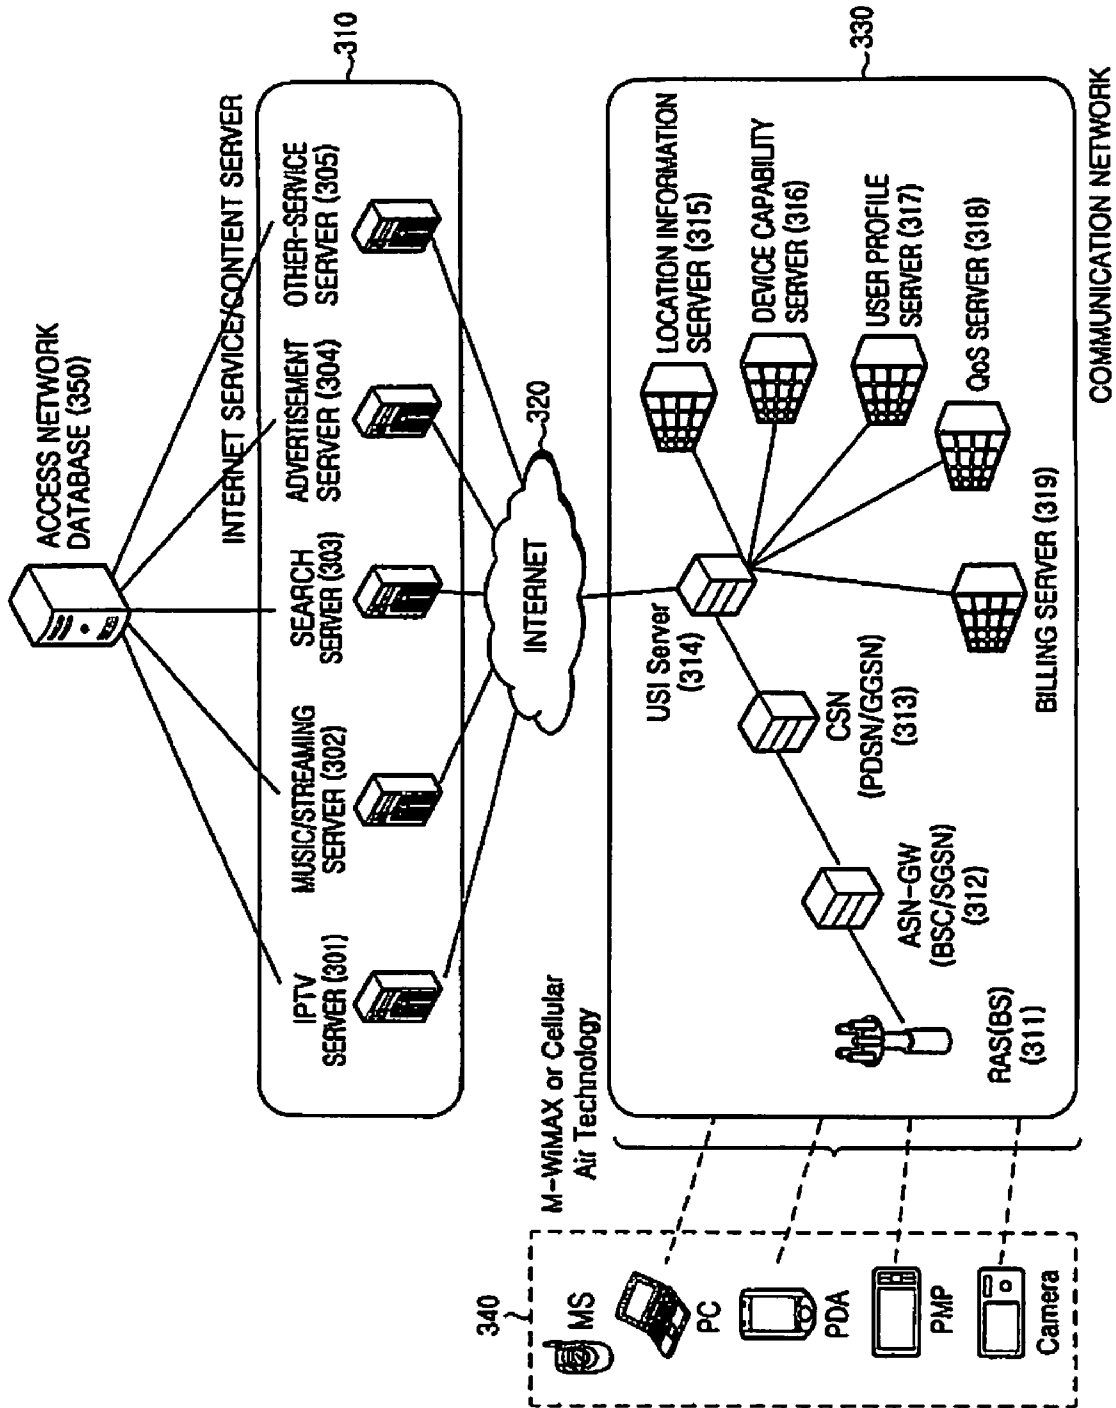 ACCESS NETWORK
DATABASE (350)
INTERNET SERVICE/CONTENT SERVER
310
IPTV
SERVER (301)
MUSIC/STREAMING
SERVER (302)
SEARCH
SERVER (303)
ADVERTISEMENT
SERVER (304)
OTHER-SERVICE
SERVER (305)
INTERNET
320
340
MS
PC
PDA
PMP
Camera
M-WiMAX or Cellular
Air Technology
330
RAS(BS)
(311)
ASN-GW
(BSC/SGSN)
(312)
CSN
(PDSN/GGSN)
(313)
USI Server
(314)
LOCATION INFORMATION
SERVER (315)
DEVICE CAPABILITY
SERVER (316)
USER PROFILE
SERVER (317)
QoS SERVER (318)
BILLING SERVER (319)
COMMUNICATION NETWORK